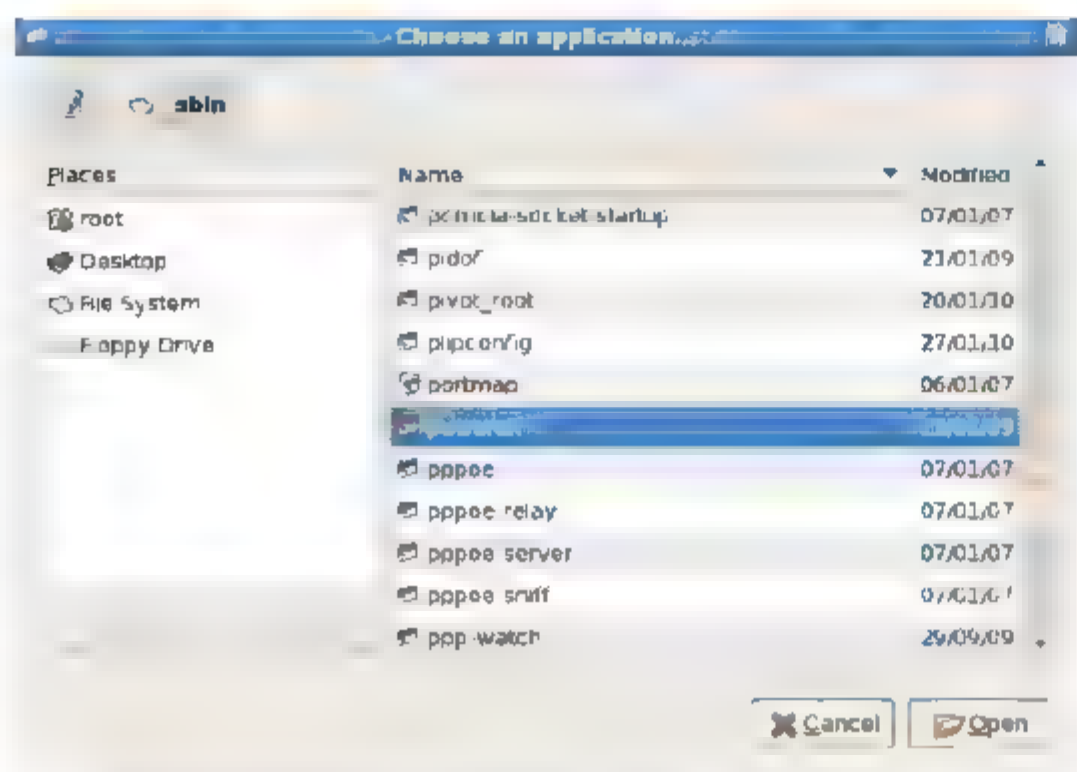 Choose an application...
sbin
Places
Name
Modified
root
Desktop
File System
Floppy Drive
pcmcia-socket-startup 07/01/07
pidof 21/01/09
pivot_root 20/01/10
plipconfig 27/01/10
portmap 06/01/07
pppoe 07/01/07
pppoe-relay 07/01/07
pppoe-server 07/01/07
pppoe-sniff 07/01/07
ppp-watch 29/09/09
Cancel
Open